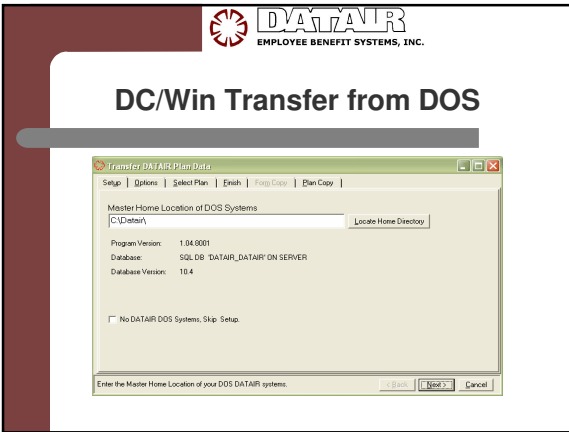 DATAIR
EMPLOYEE BENEFIT SYSTEMS, INC.
DC/Win Transfer from DOS
Transfer DATAIR Plan Data
Setup Options Select Plan Finish Form Copy Plan Copy
Master Home Location of DOS Systems
C:\Datair\ Locate Home Directory
Program Version: 1.04.8001
Database: SQL DB 'DATAIR_DATAIR' ON SERVER
Database Version: 10.4
No DATAIR DOS Systems, Skip Setup.
Enter the Master Home Location of your DOS DATAIR systems. < Back Next > Cancel